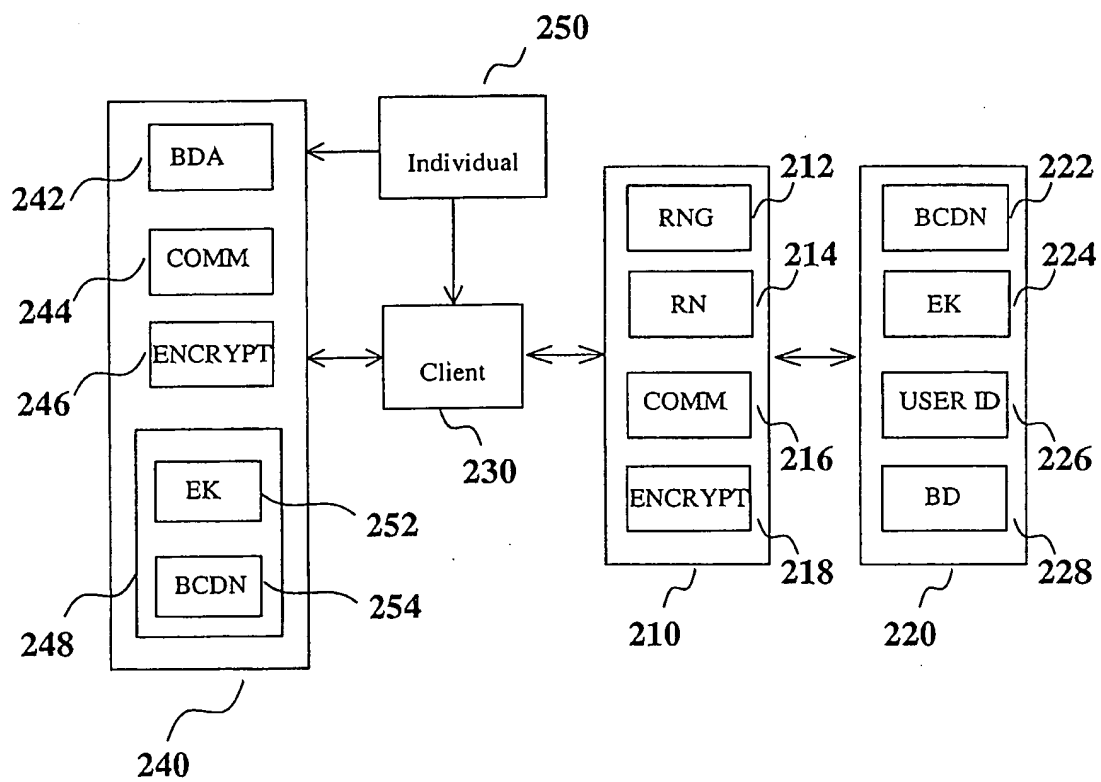 250
BDA
Individual
242
COMM
244
ENCRYPT
246
Client
230
EK
252
BCDN
254
248
240
RNG
212
RN
214
COMM
216
ENCRYPT
218
210
BCDN
222
EK
224
USER ID
226
BD
228
220